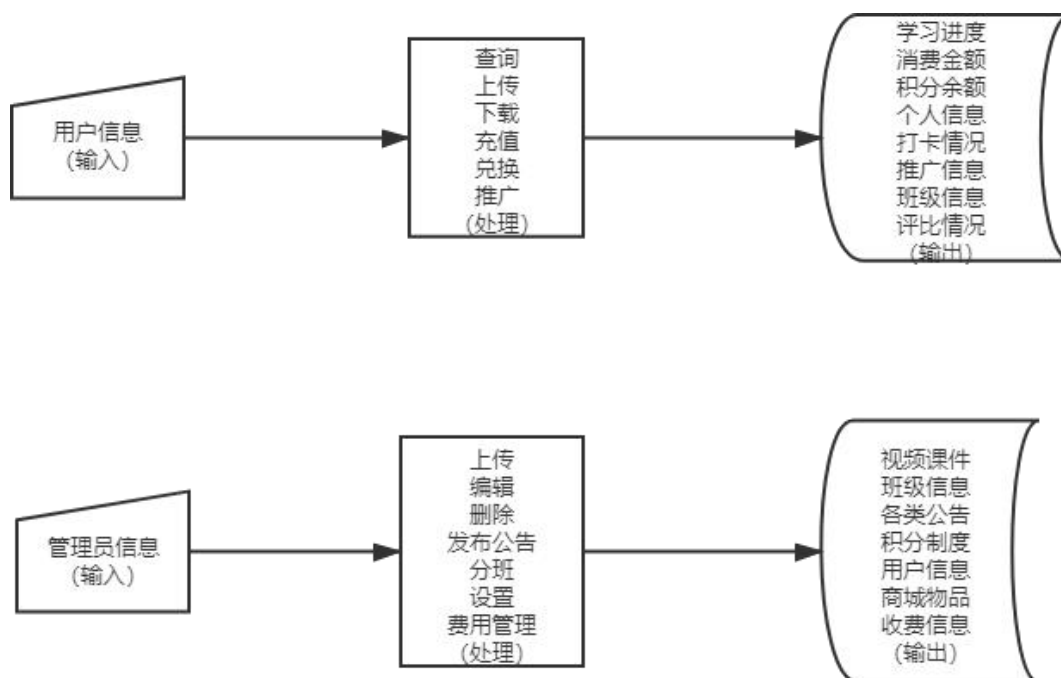 用户信息
(输入)
查询
上传
下载
充值
兑换
推广
(处理)
学习进度
消费金额
积分余额
个人信息
打卡情况
推广信息
班级信息
评比情况
(输出)
管理员信息
(输入)
上传
编辑
删除
发布公告
分班
设置
费用管理
(处理)
视频课件
班级信息
各类公告
积分制度
用户信息
商城物品
收费信息
(输出)